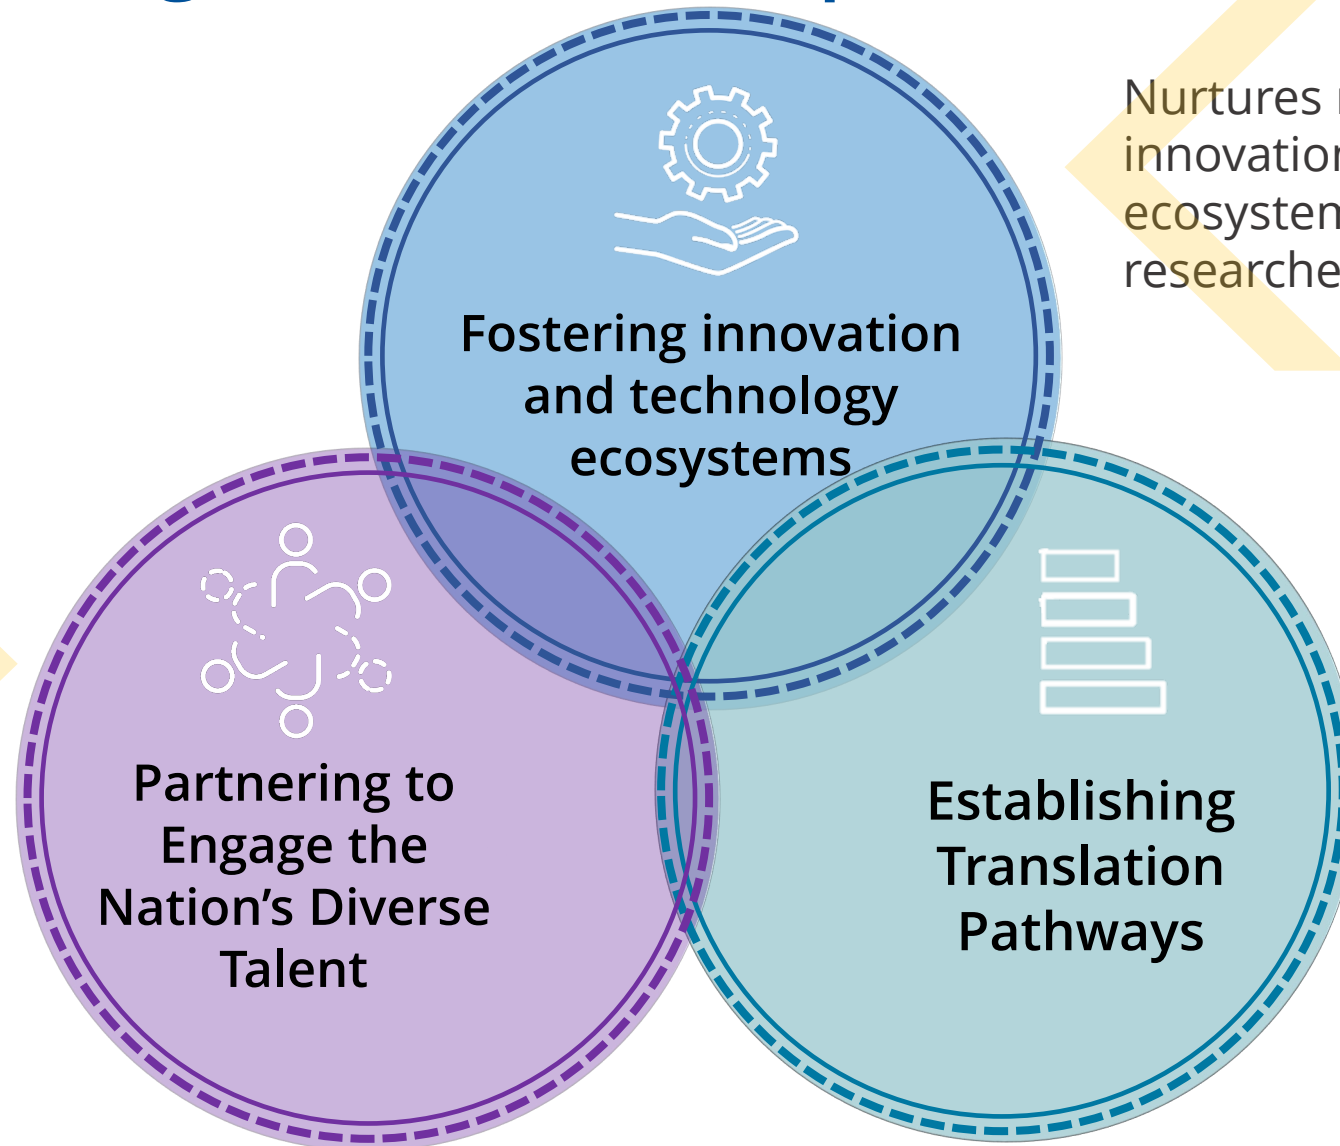 Fostering innovation
and technology
ecosystems
Nurtures
Partnering to
Engage the
Nation's Diverse
Talent
Establishing
Translation
Pathways